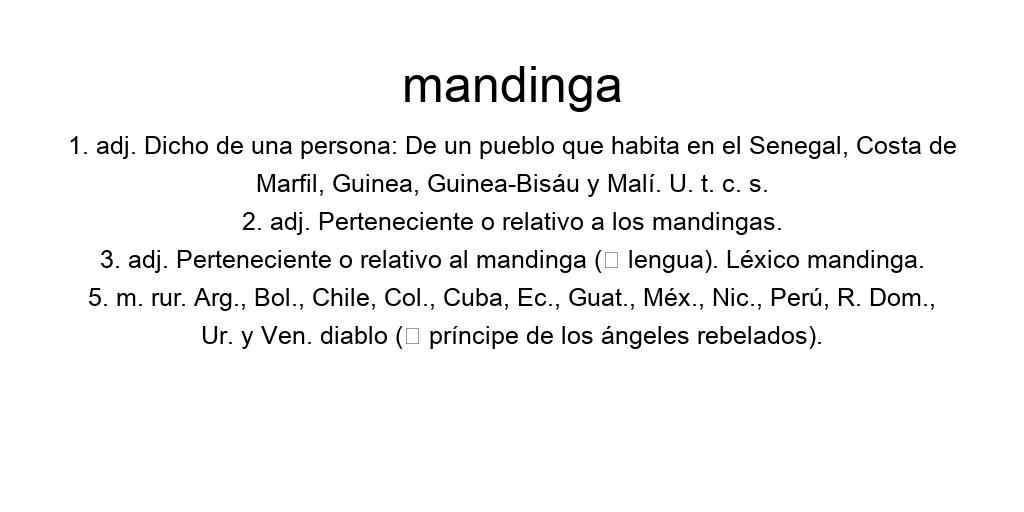 mandinga
1. adj. Dicho de una persona: De un pueblo que habita en el Senegal, Costa de
Marfil, Guinea, Guinea-Bisáu y Malí. U. t. c. s.
2. adj. Perteneciente o relativo a los mandingas.
3. adj. Perteneciente o relativo al mandinga (□ lengua). Léxico mandinga.
5. m. rur. Arg., Bol., Chile, Col., Cuba, Ec., Guat., Méx., Nic., Perú, R. Dom.,
Ur. y Ven. diablo (□ príncipe de los ángeles rebelados).